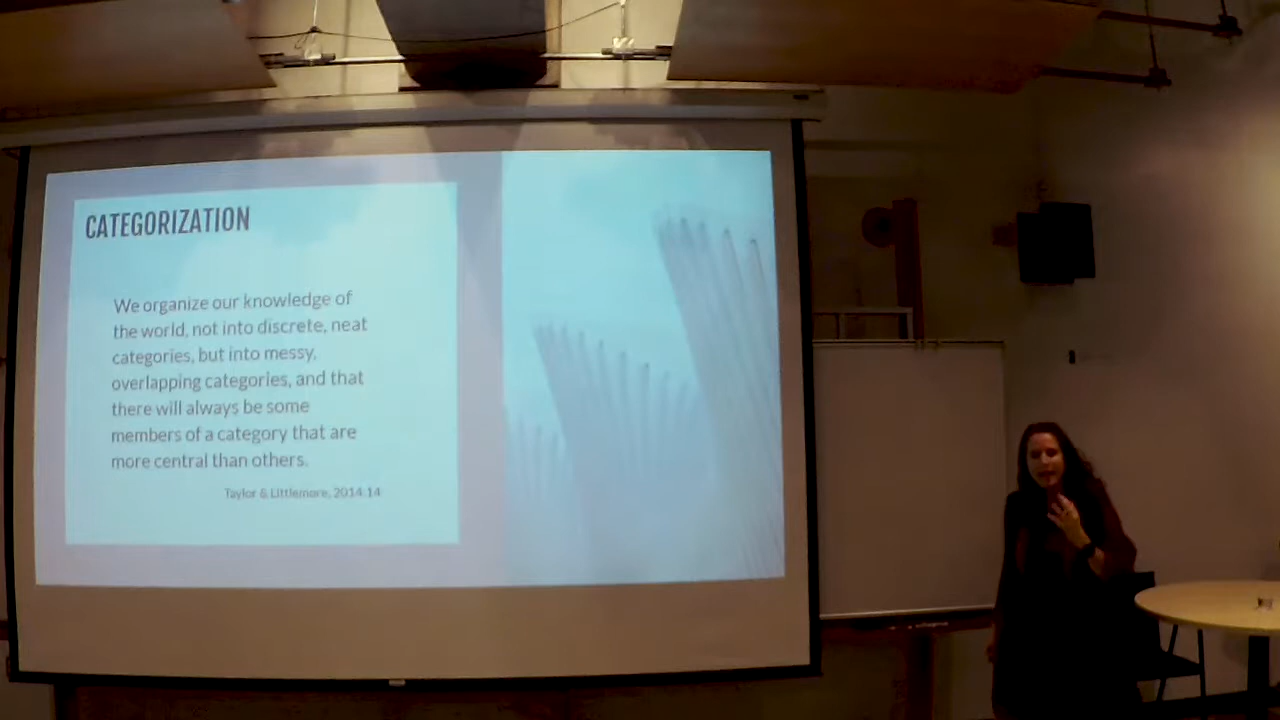 CATEGORIZATION
We organize our knowledge of
the world, not into discrete, neat
categories, but into messy,
overlapping categories, and that
there will always be some
members of a category that are
more central than others.
Taylor & Littlemore, 2014:14